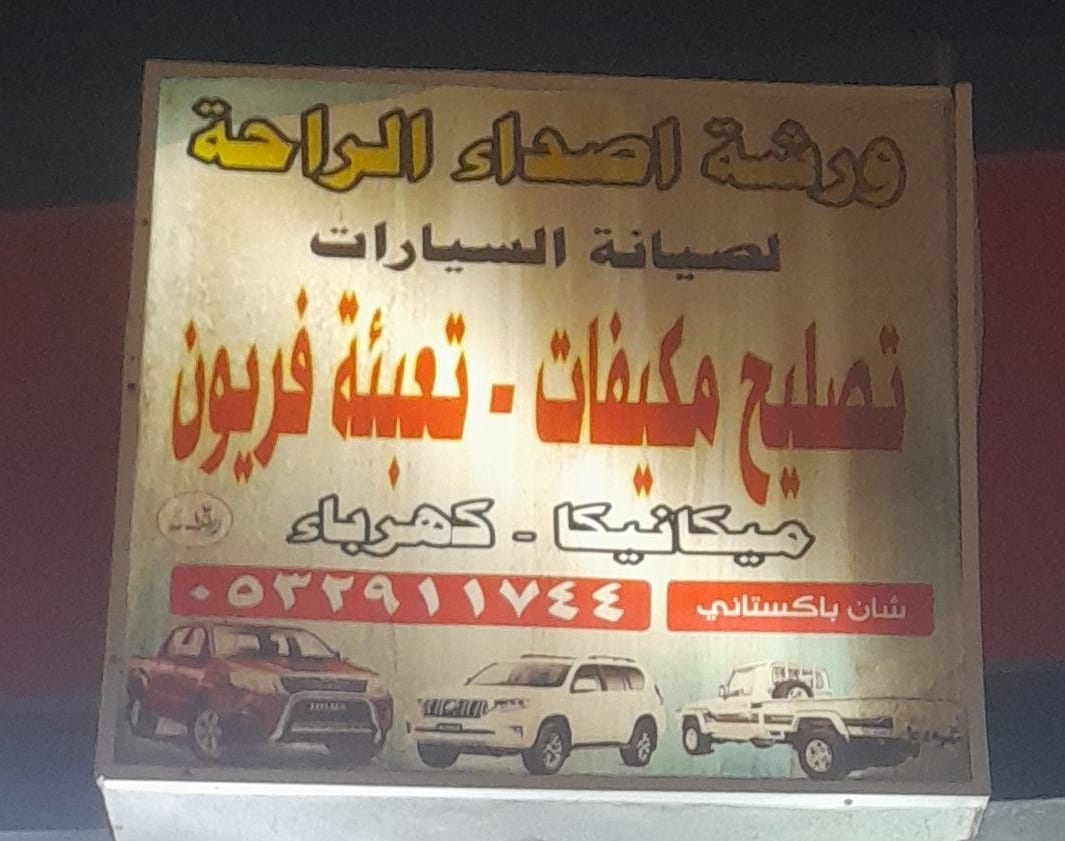 ورشة اصداء الراحة
لصيانة السيارات
تصليح مكيفات - تعبئة فريون
ميكانيكا - كهرباء
شان باكستاني
٠٥٣٢٩١١٧٤٤